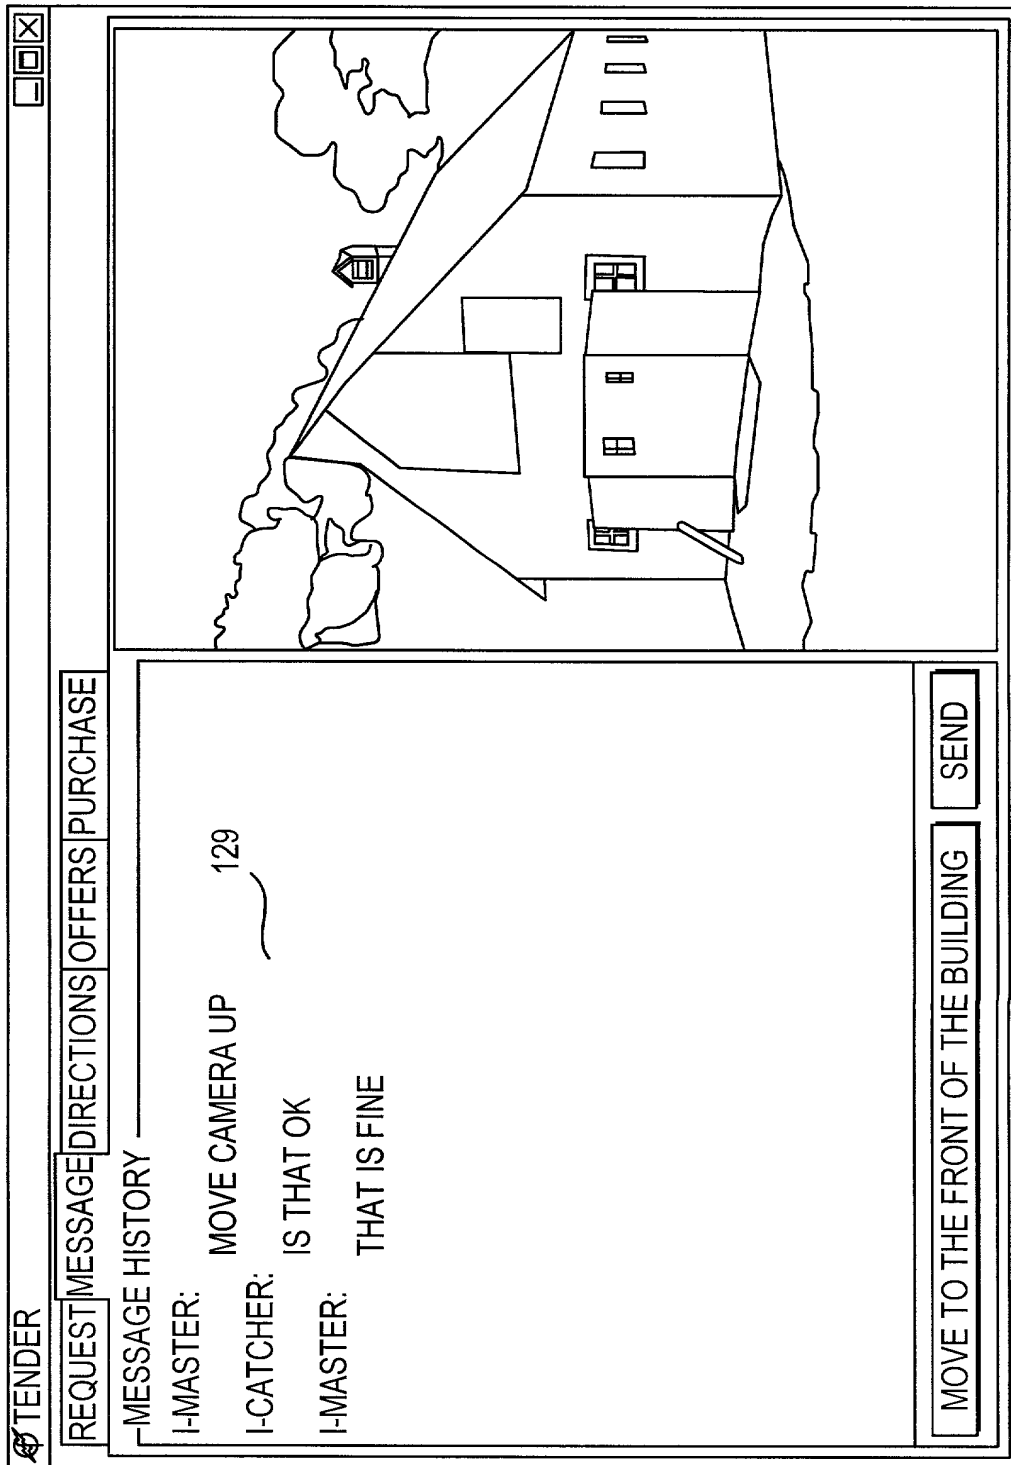 TENDER
REQUEST MESSAGE DIRECTIONS OFFERS PURCHASE
MESSAGE HISTORY
I-MASTER:
MOVE CAMERA UP
129
I-CATCHER:
IS THAT OK
I-MASTER:
THAT IS FINE
MOVE TO THE FRONT OF THE BUILDING SEND